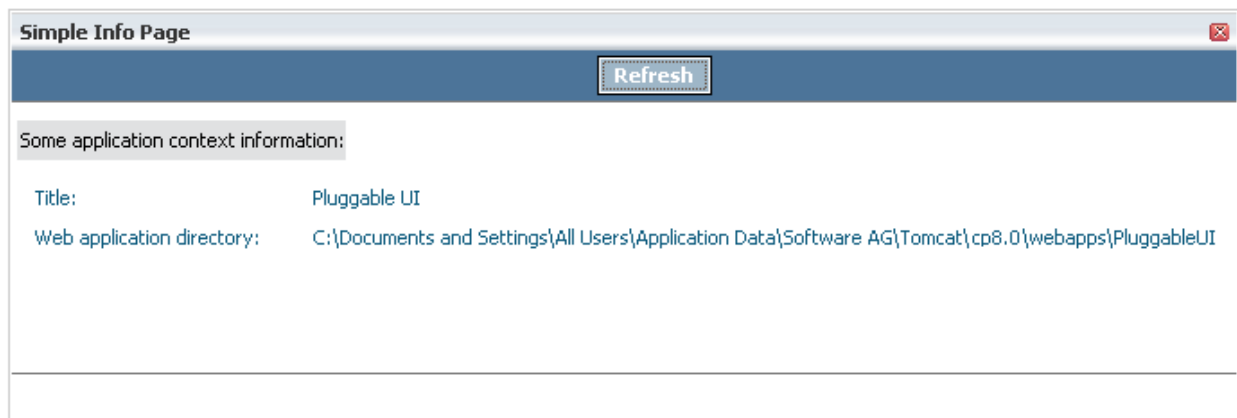 Simple Info Page
Refresh
Some application context information:
Title: Pluggable UI
Web application directory: C:\Documents and Settings\All Users\Application Data\Software AG\Tomcat\cp8.0\webapps\PluggableUI